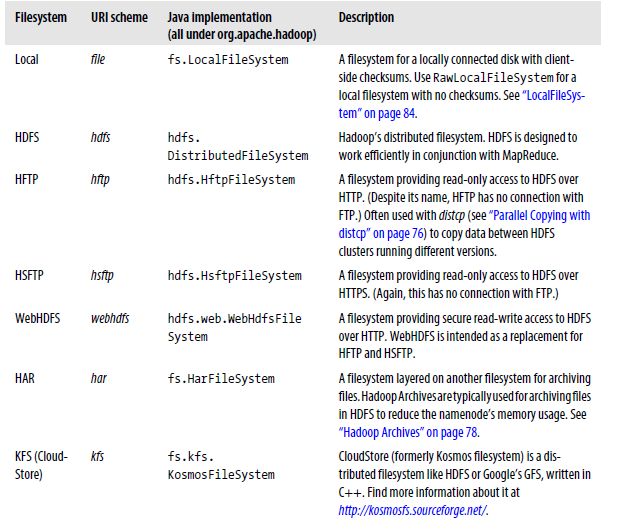 Filesystem URI scheme Java implementation Description
(all under org.apache.hadoop)
Local file fs.LocalFileSystem A filesystem for a locally connected disk with client-
side checksums. Use RawLocalFileSystem for a
local filesystem with no checksums. See “LocalFileSys-
tem” on page 84.
HDFS hdfs hdfs. Hadoop’s distributed filesystem. HDFS is designed to
DistributedFileSystem work efficiently in conjunction with MapReduce.
HFTP hftp hdfs.HftpFileSystem A filesystem providing read-only access to HDFS over
HTTP. (Despite its name, HFTP has no connection with
FTP.) Often used with distcp (see “Parallel Copying with
distcp” on page 76) to copy data between HDFS
clusters running different versions.
HSFTP hsftp hdfs.HsftpFileSystem A filesystem providing read-only access to HDFS over
HTTPS. (Again, this has no connection with FTP.)
WebHDFS webhdfs hdfs.web.WebHdfsFile A filesystem providing secure read-write access to HDFS
System over HTTP. WebHDFS is intended as a replacement for
HFTP and HSFTP.
HAR har fs.HarFileSystem A filesystem layered on another filesystem for archiving
files. Hadoop Archives are typically used for archiving files
in HDFS to reduce the namenode’s memory usage. See
“Hadoop Archives” on page 78.
KFS (Cloud- kfs fs.kfs. CloudStore (formerly Kosmos filesystem) is a dis-
Store) KosmosFileSystem tributed filesystem like HDFS or Google’s GFS, written in
C++. Find more information about it at
http://kosmosfs.sourceforge.net/.